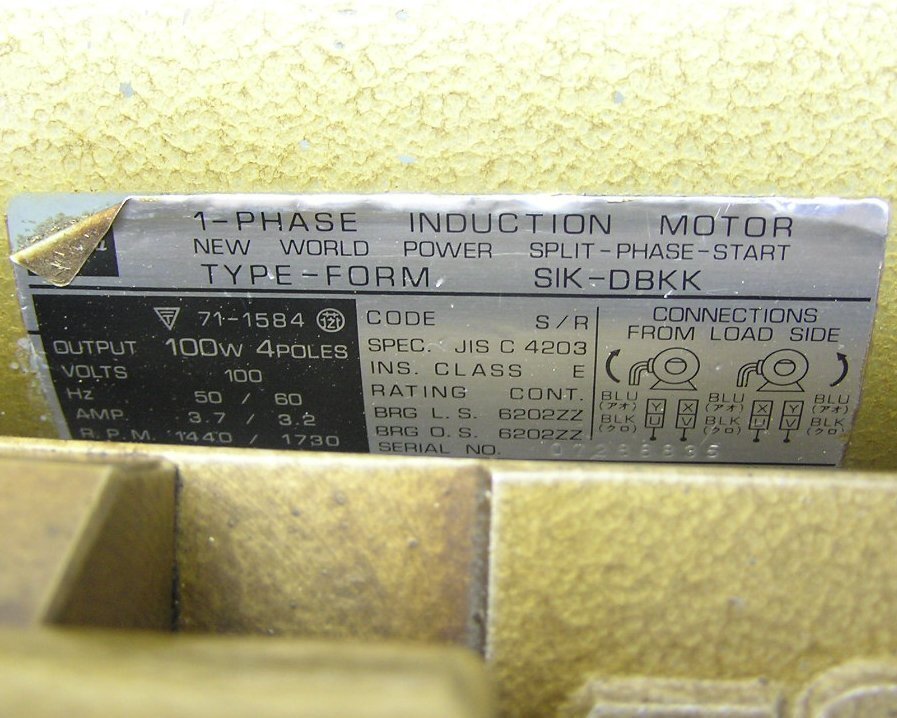 1-PHASE INDUCTION MOTOR
NEW WORLD POWER SPLIT-PHASE-START
TYPE-FORM SIK-DBKK
71-1584
OUTPUT 100W 4POLES
VOLTS 100
Hz 50 / 60
AMP. 3.7 / 3.2
R.P.M. 1440 / 1730
CODE S/R
SPEC. JIS C 4203
INS. CLASS E
RATING CONT.
BRG L.S. 6202ZZ
BRG O.S. 6202ZZ
SERIAL NO.
CONNECTIONS
FROM LOAD SIDE
BLU Y X BLU X Y BLU
(アオ) (アオ) (アオ)
BLK U V BLK U V BLK
(クロ) (クロ) (クロ)